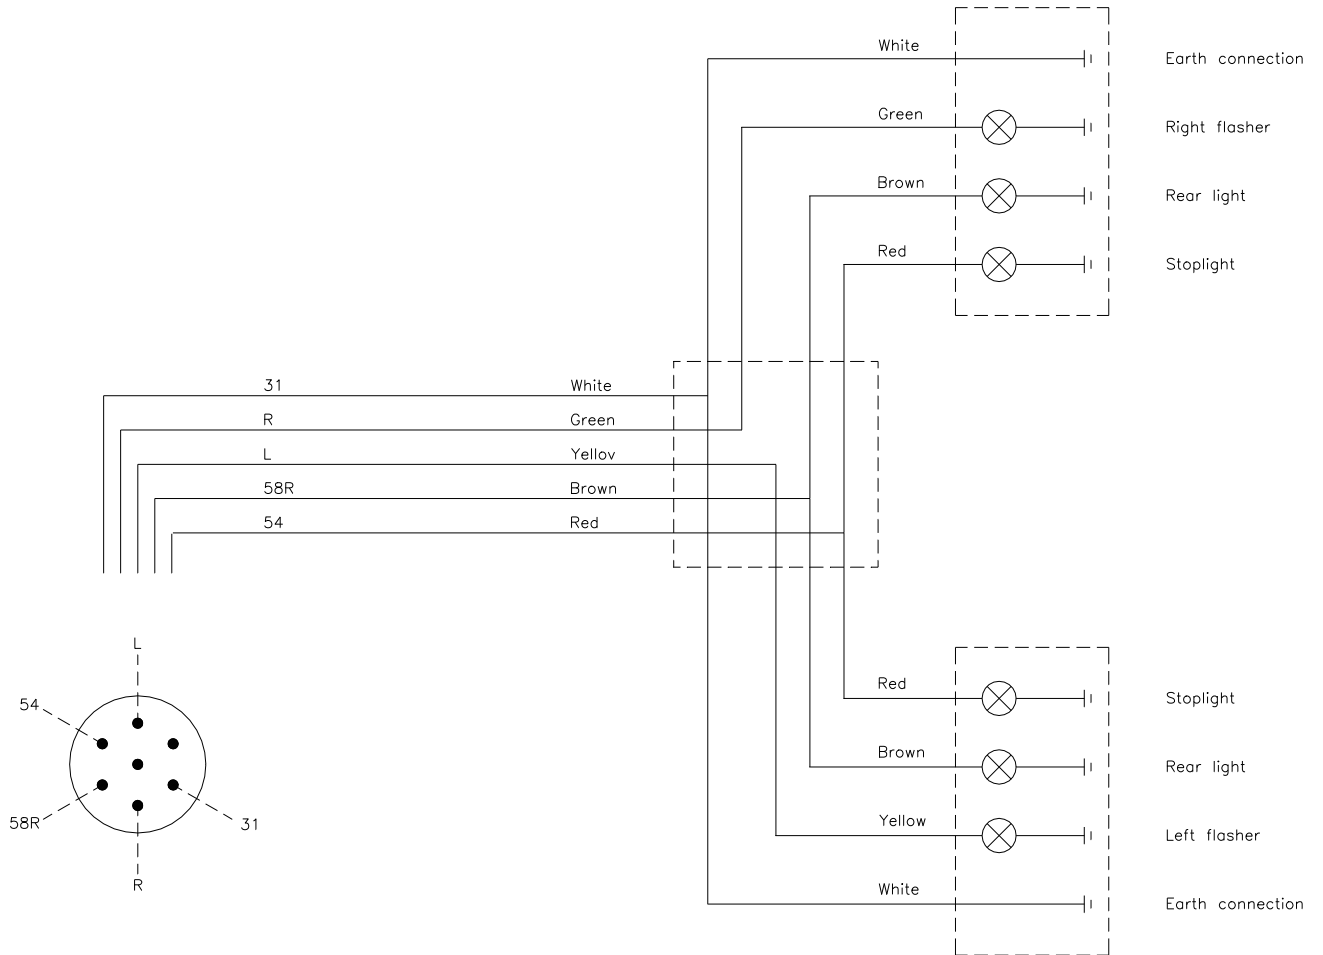 White
Earth connection
Green
Right flasher
Brown
Rear light
Red
Stoplight
31 White
R Green
L Yellov
58R Brown
54 Red
L
54
58R
31
R
Red
Stoplight
Brown
Rear light
Yellow
Left flasher
White
Earth connection